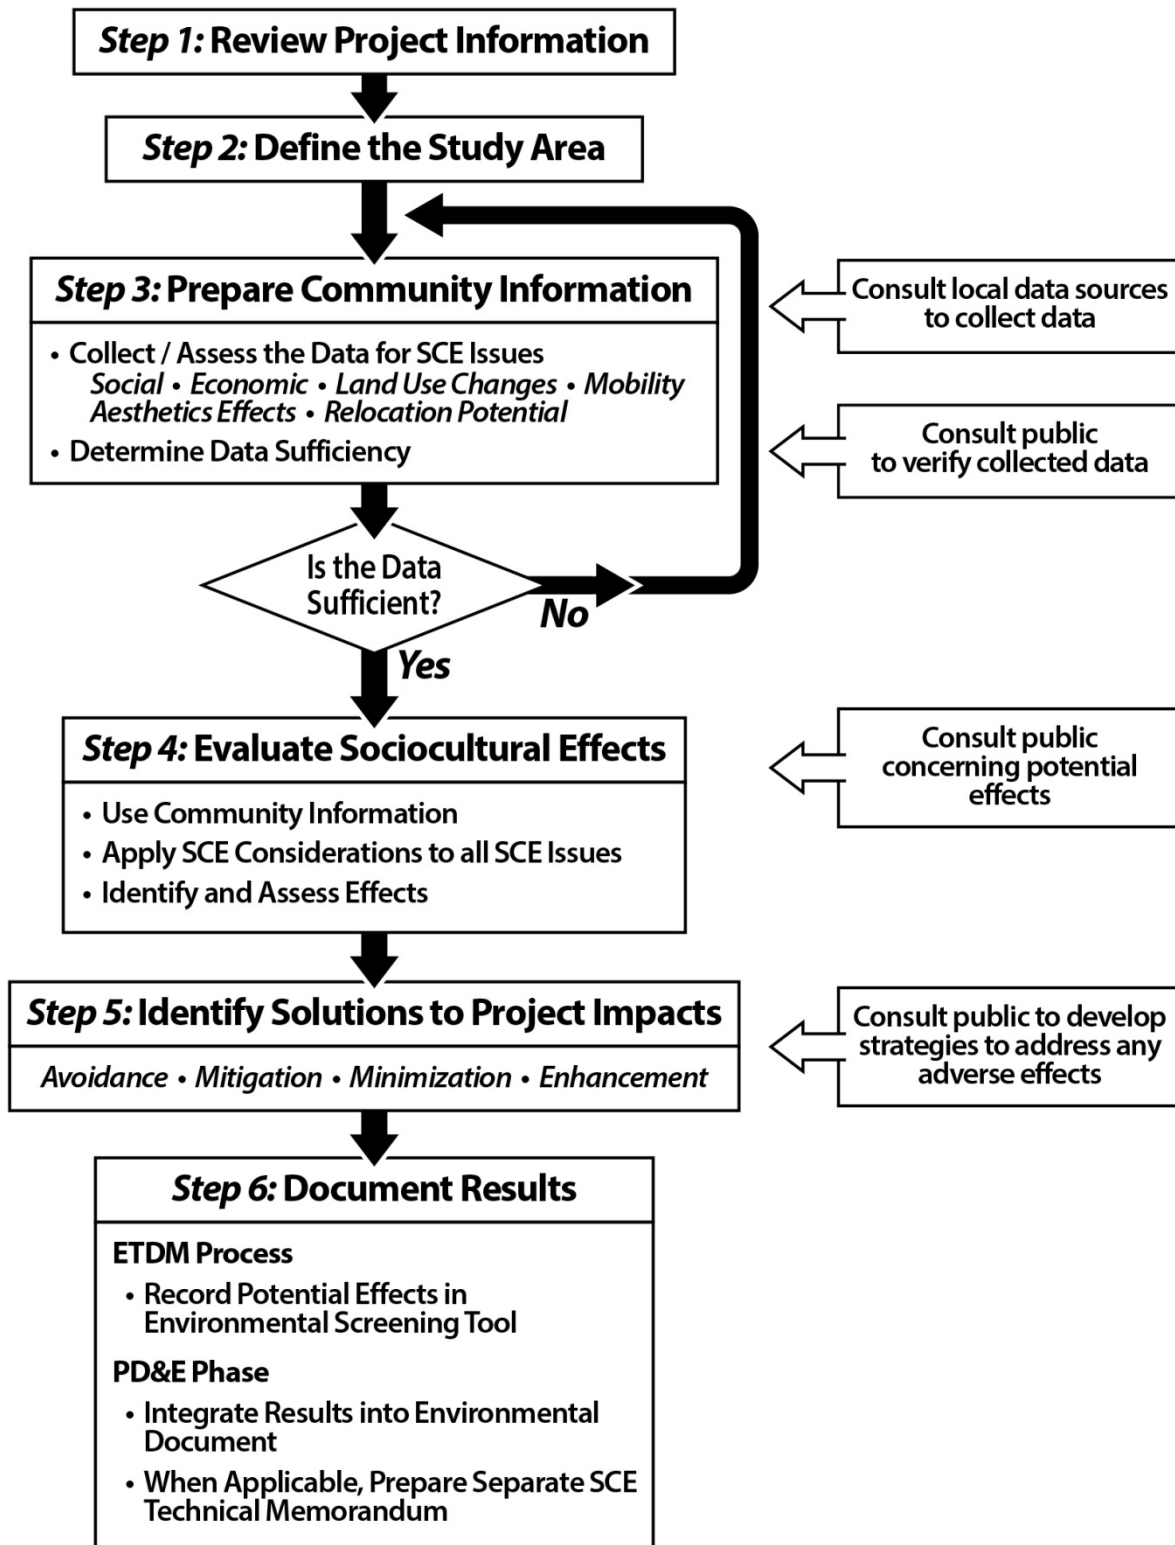 Step 1: Review Project Information
Step 2: Define the Study Area
Step 3: Prepare Community Information
• Collect / Assess the Data for SCE Issues
Social • Economic • Land Use Changes • Mobility
Aesthetics Effects • Relocation Potential
• Determine Data Sufficiency
Consult local data sources
to collect data
Consult public
to verify collected data
Is the Data
Sufficient?
No
Yes
Step 4: Evaluate Sociocultural Effects
• Use Community Information
• Apply SCE Considerations to all SCE Issues
• Identify and Assess Effects
Consult public
concerning potential
effects
Step 5: Identify Solutions to Project Impacts
Avoidance • Mitigation • Minimization • Enhancement
Consult public to develop
strategies to address any
adverse effects
Step 6: Document Results
ETDM Process
• Record Potential Effects in
Environmental Screening Tool
PD&E Phase
• Integrate Results into Environmental
Document
• When Applicable, Prepare Separate SCE
Technical Memorandum